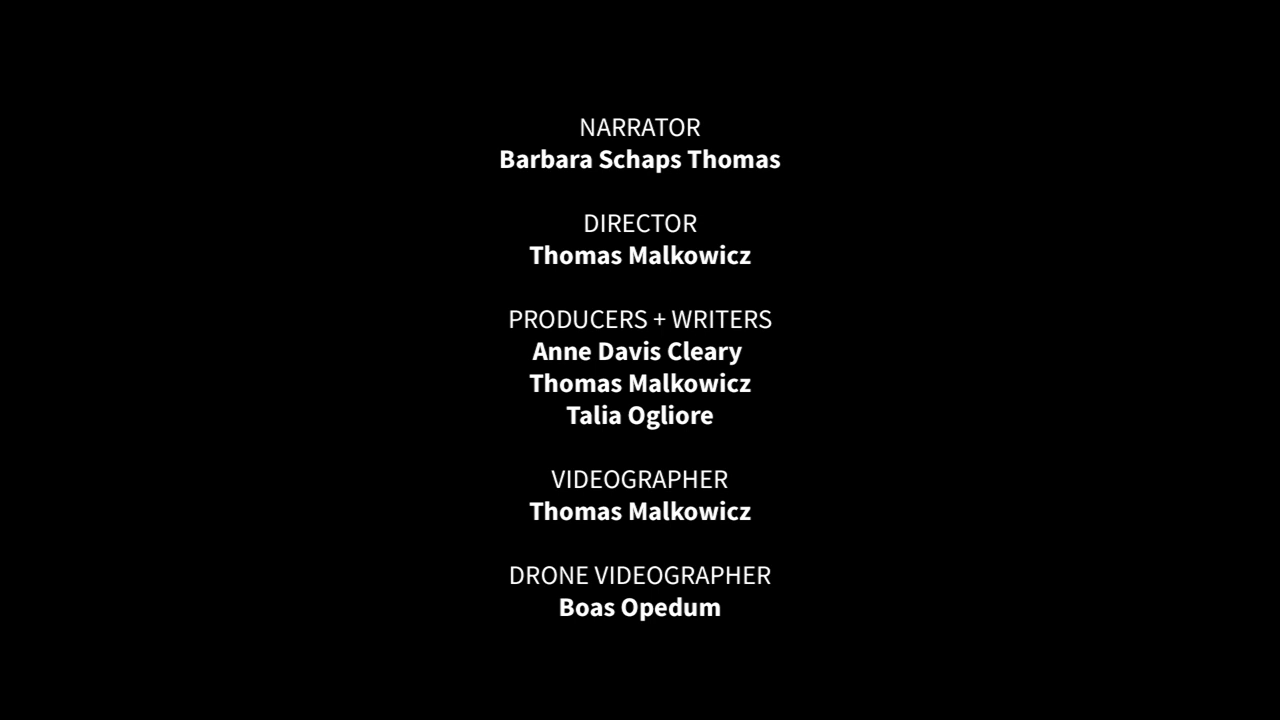 NARRATOR
Barbara Schaps Thomas
DIRECTOR
Thomas Malkowicz
PRODUCERS + WRITERS
Anne Davis Cleary
Thomas Malkowicz
Talia Ogliore
VIDEOGRAPHER
Thomas Malkowicz
DRONE VIDEOGRAPHER
Boas Opedum